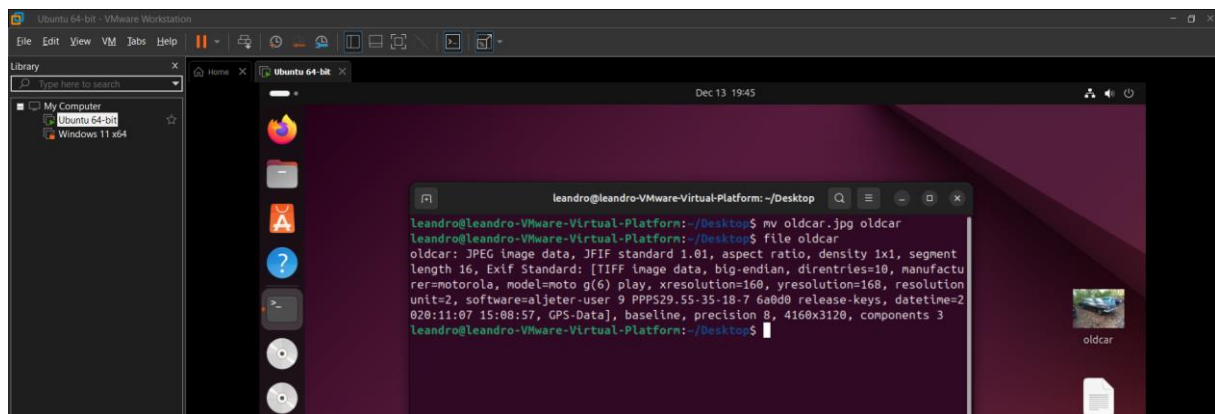 Ubuntu 64-bit - VMware Workstation
File Edit View VM Tabs Help
Library X
Type here to search
Home X Ubuntu 64-bit X
My Computer
Ubuntu 64-bit
Windows 11 x64
Dec 13 19:45
leandro@leandro-VMware-Virtual-Platform: ~/Desktop
leandro@leandro-VMware-Virtual-Platform:~/Desktop$ mv oldcar.jpg oldcar
leandro@leandro-VMware-Virtual-Platform:~/Desktop$ file oldcar
oldcar: JPEG image data, JFIF standard 1.01, aspect ratio, density 1x1, segment
length 16, Exif Standard: [TIFF image data, big-endian, direntries=10, manufactu
rer=motorola, model=moto g(6) play, xresolution=160, yresolution=168, resolution
unit=2, software=aljeter-user 9 PPPS29.55-35-18-7 6a0d0 release-keys, datetime=2
020:11:07 15:08:57, GPS-Data], baseline, precision 8, 4160x3120, components 3
leandro@leandro-VMware-Virtual-Platform:~/Desktop$
oldcar